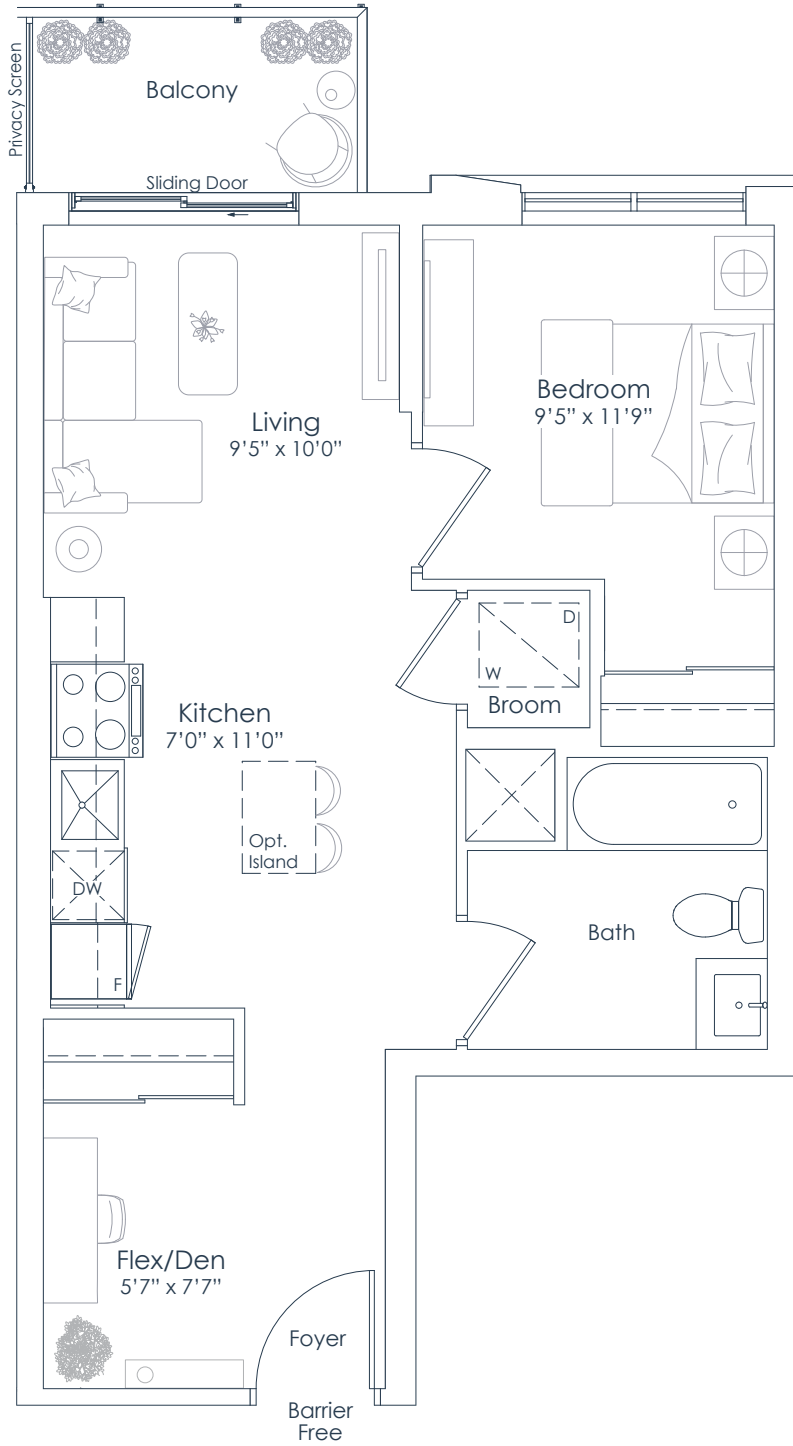 Privacy Screen
Balcony
Sliding Door
Living
9’5” x 10’0”
Bedroom
9’5” x 11’9”
D
W
Broom
Kitchen
7’0” x 11’0”
Opt.
Island
DW
F
Bath
Flex/Den
5’7” x 7’7”
Foyer
Barrier
Free